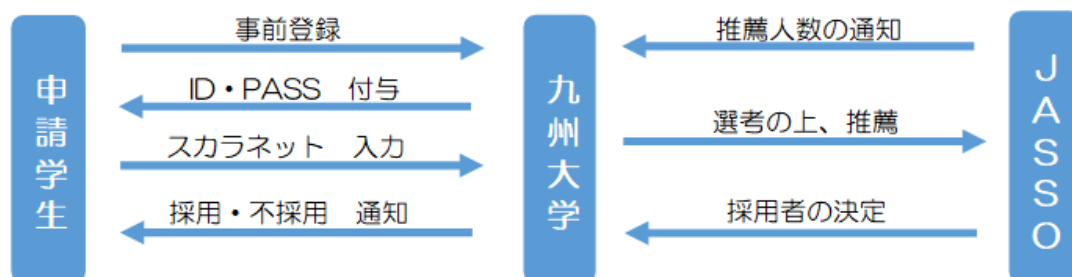 申請学生
事前登録
ID・PASS　付与
スカラネット　入力
採用・不採用　通知
九州大学
推薦人数の通知
選考の上、推薦
採用者の決定
JASSO